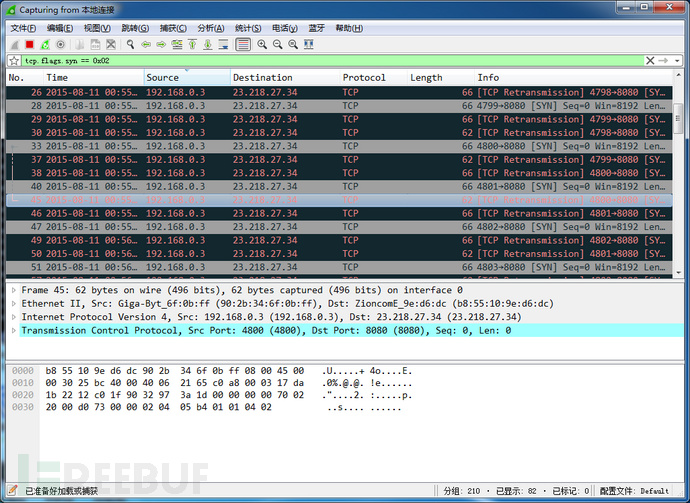 Capturing from 本地连接
文件(F) 编辑(E) 视图(V) 跳转(G) 捕获(C) 分析(A) 统计(S) 电话(y) 蓝牙 帮助(H)
tcp.flags.syn == 0x02
No. Time Source Destination Protocol Length Info
26 2015-08-11 00:55… 192.168.0.3 23.218.27.34 TCP 66 [TCP Retransmission] 4798→8080 [SY…
28 2015-08-11 00:55… 192.168.0.3 23.218.27.34 TCP 66 4799→8080 [SYN] Seq=0 Win=8192 Len…
29 2015-08-11 00:55… 192.168.0.3 23.218.27.34 TCP 66 [TCP Retransmission] 4799→8080 [SY…
30 2015-08-11 00:55… 192.168.0.3 23.218.27.34 TCP 62 [TCP Retransmission] 4798→8080 [SY…
33 2015-08-11 00:55… 192.168.0.3 23.218.27.34 TCP 66 4800→8080 [SYN] Seq=0 Win=8192 Len…
37 2015-08-11 00:55… 192.168.0.3 23.218.27.34 TCP 62 [TCP Retransmission] 4799→8080 [SY…
38 2015-08-11 00:55… 192.168.0.3 23.218.27.34 TCP 66 [TCP Retransmission] 4800→8080 [SY…
40 2015-08-11 00:55… 192.168.0.3 23.218.27.34 TCP 66 4801→8080 [SYN] Seq=0 Win=8192 Len…
45 2015-08-11 00:55… 192.168.0.3 23.218.27.34 TCP 62 [TCP Retransmission] 4800→8080 [SY…
46 2015-08-11 00:55… 192.168.0.3 23.218.27.34 TCP 66 [TCP Retransmission] 4801→8080 [SY…
47 2015-08-11 00:56… 192.168.0.3 23.218.27.34 TCP 66 4802→8080 [SYN] Seq=0 Win=8192 Len…
49 2015-08-11 00:56… 192.168.0.3 23.218.27.34 TCP 66 [TCP Retransmission] 4802→8080 [SY…
50 2015-08-11 00:56… 192.168.0.3 23.218.27.34 TCP 62 [TCP Retransmission] 4801→8080 [SY…
51 2015-08-11 00:56… 192.168.0.3 23.218.27.34 TCP 66 4803→8080 [SYN] Seq=0 Win=8192 Len…
Frame 45: 62 bytes on wire (496 bits), 62 bytes captured (496 bits) on interface 0
Ethernet II, Src: Giga-Byt_6f:0b:ff (90:2b:34:6f:0b:ff), Dst: ZioncomE_9e:d6:dc (b8:55:10:9e:d6:dc)
Internet Protocol Version 4, Src: 192.168.0.3 (192.168.0.3), Dst: 23.218.27.34 (23.218.27.34)
Transmission Control Protocol, Src Port: 4800 (4800), Dst Port: 8080 (8080), Seq: 0, Len: 0
0000 b8 55 10 9e d6 dc 90 2b 34 6f 0b ff 08 00 45 00 .U.....+ 4o....E.
0010 00 30 25 bc 40 00 40 06 21 65 c0 a8 00 03 17 da .0%.@.@. !e......
0020 1b 22 12 c0 1f 90 32 97 3a 1d 00 00 00 00 70 02 ."....2. :.....p.
0030 20 00 d7 73 00 00 02 04 05 b4 01 01 04 02 ..s.... ......
REEBUF
已准备好加载或捕获 分组: 210 · 已显示: 82 · 已标记: 0 配置文件: Default